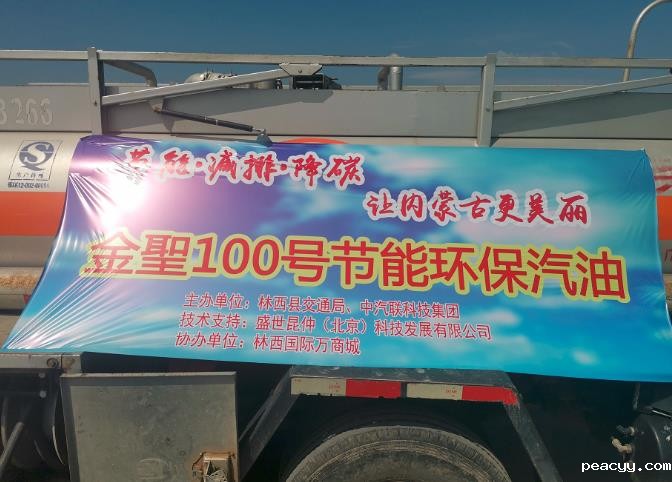 B 266
节能·减排·降碳
让内蒙古更美丽
金聖100号节能环保汽油
主办单位：林西县交通局、中汽联科技集团
技术支持：盛世昆仲（北京）科技发展有限公司
协办单位：林西国际万商城
peacyy.com